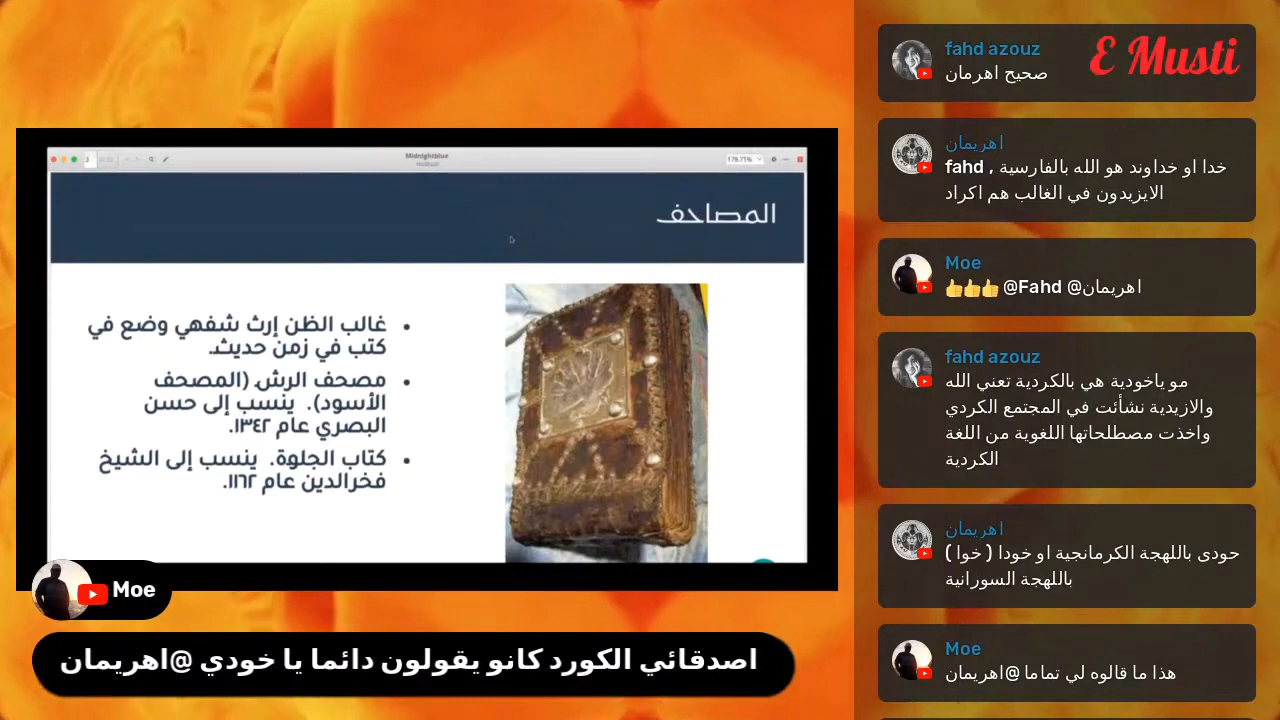 Midnightblue
178.71%
المصاحف
غالب الظن إرث شفهي وضع في
كتب في زمن حديث.
مصحف الرش. (المصحف
الأسود). ينسب إلى حسن
البصري عام ١٣٤٢.
كتاب الجلوة. ينسب إلى الشيخ
فخرالدين عام ١١٦٢.
Moe
اصدقائي الكورد كانو يقولون دائما يا خودي @اهريمان
E Musti
fahd azouz
صحيح اهرمان
اهريمان
fahd , خدا او خداوند هو الله بالفارسية
الايزيدون في الغالب هم اكراد
Moe
👍👍👍 @Fahd @اهريمان
fahd azouz
مو ياخودية هي بالكردية تعني الله
والازيدية نشأئت في المجتمع الكردي
واخذت مصطلحاتها اللغوية من اللغة
الكردية
اهريمان
حودى باللهجة الكرمانجية او خودا ( خوا )
باللهجة السورانية
Moe
هذا ما قالوه لي تماما @اهريمان